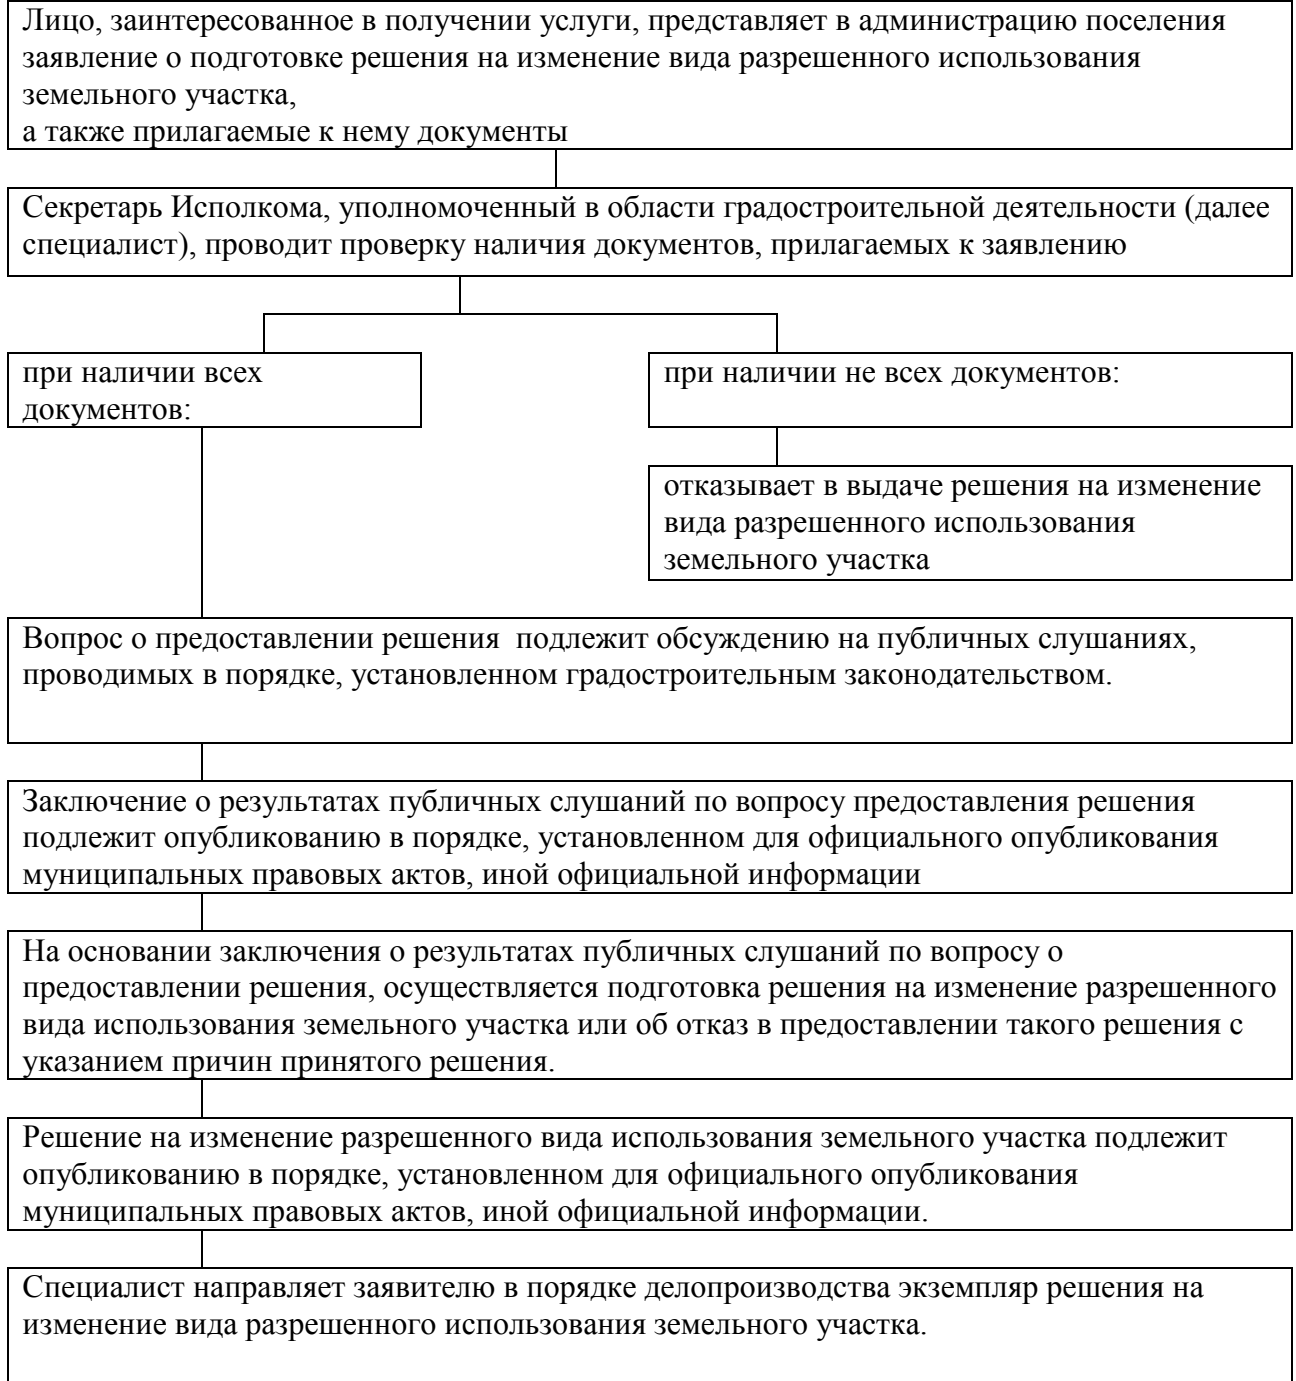 Лицо, заинтересованное в получении услуги, представляет в администрацию поселения
заявление о подготовке решения на изменение вида разрешенного использования
земельного участка,
а также прилагаемые к нему документы
Секретарь Исполкома, уполномоченный в области градостроительной деятельности (далее
специалист), проводит проверку наличия документов, прилагаемых к заявлению
при наличии всех
документов:
при наличии не всех документов:
отказывает в выдаче решения на изменение
вида разрешенного использования
земельного участка
Вопрос о предоставлении решения  подлежит обсуждению на публичных слушаниях,
проводимых в порядке, установленном градостроительным законодательством.
Заключение о результатах публичных слушаний по вопросу предоставления решения
подлежит опубликованию в порядке, установленном для официального опубликования
муниципальных правовых актов, иной официальной информации
На основании заключения о результатах публичных слушаний по вопросу о
предоставлении решения, осуществляется подготовка решения на изменение разрешенного
вида использования земельного участка или об отказ в предоставлении такого решения с
указанием причин принятого решения.
Решение на изменение разрешенного вида использования земельного участка подлежит
опубликованию в порядке, установленном для официального опубликования
муниципальных правовых актов, иной официальной информации.
Специалист направляет заявителю в порядке делопроизводства экземпляр решения на
изменение вида разрешенного использования земельного участка.